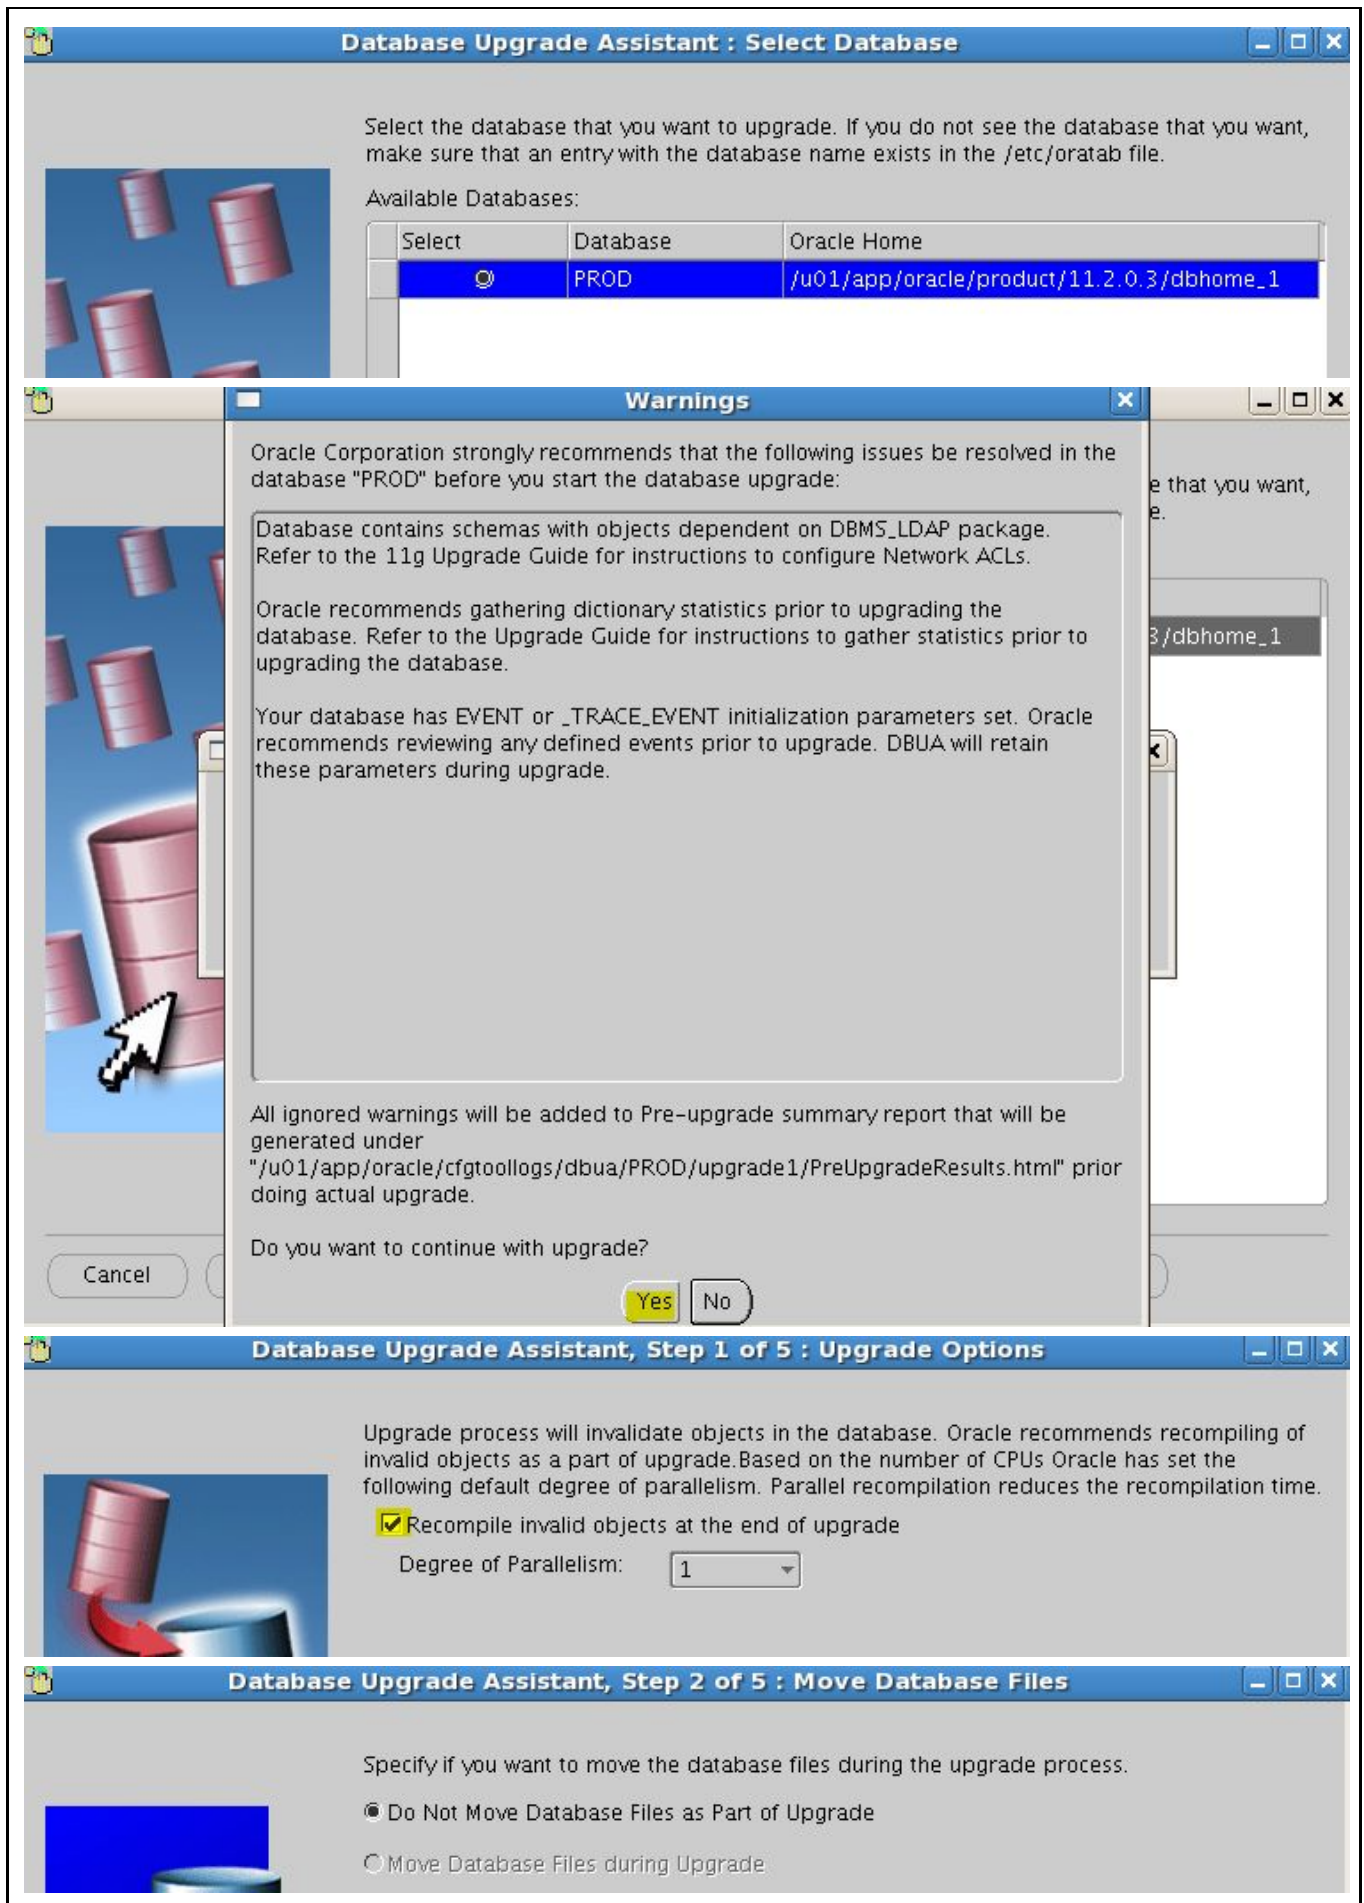 Database Upgrade Assistant : Select Database
Select the database that you want to upgrade. If you do not see the database that you want,
make sure that an entry with the database name exists in the /etc/oratab file.
Available Databases:
Select Database Oracle Home
PROD /u01/app/oracle/product/11.2.0.3/dbhome_1
Warnings
Oracle Corporation strongly recommends that the following issues be resolved in the
database "PROD" before you start the database upgrade:
e that you want,
e.
Database contains schemas with objects dependent on DBMS_LDAP package.
Refer to the 11g Upgrade Guide for instructions to configure Network ACLs.
Oracle recommends gathering dictionary statistics prior to upgrading the
database. Refer to the Upgrade Guide for instructions to gather statistics prior to
upgrading the database.
3/dbhome_1
Your database has EVENT or _TRACE_EVENT initialization parameters set. Oracle
recommends reviewing any defined events prior to upgrade. DBUA will retain
these parameters during upgrade.
All ignored warnings will be added to Pre-upgrade summary report that will be
generated under
"/u01/app/oracle/cfgtoollogs/dbua/PROD/upgrade1/PreUpgradeResults.html" prior
doing actual upgrade.
Do you want to continue with upgrade?
Cancel
Yes No
Database Upgrade Assistant, Step 1 of 5 : Upgrade Options
Upgrade process will invalidate objects in the database. Oracle recommends recompiling of
invalid objects as a part of upgrade.Based on the number of CPUs Oracle has set the
following default degree of parallelism. Parallel recompilation reduces the recompilation time.
Recompile invalid objects at the end of upgrade
Degree of Parallelism: 1
Database Upgrade Assistant, Step 2 of 5 : Move Database Files
Specify if you want to move the database files during the upgrade process.
Do Not Move Database Files as Part of Upgrade
Move Database Files during Upgrade